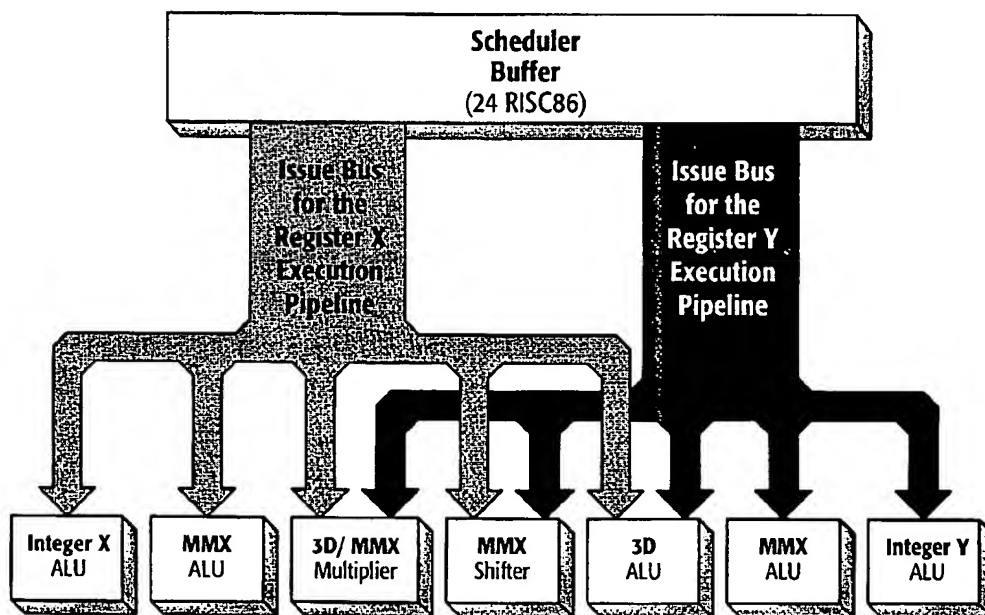 Scheduler
Buffer
(24 RISC86)
Issue Bus
for the
Register X
Execution
Pipeline
Issue Bus
for the
Register Y
Execution
Pipeline
Integer X
ALU
MMX
ALU
3D/ MMX
Multiplier
MMX
Shifter
3D
ALU
MMX
ALU
Integer Y
ALU